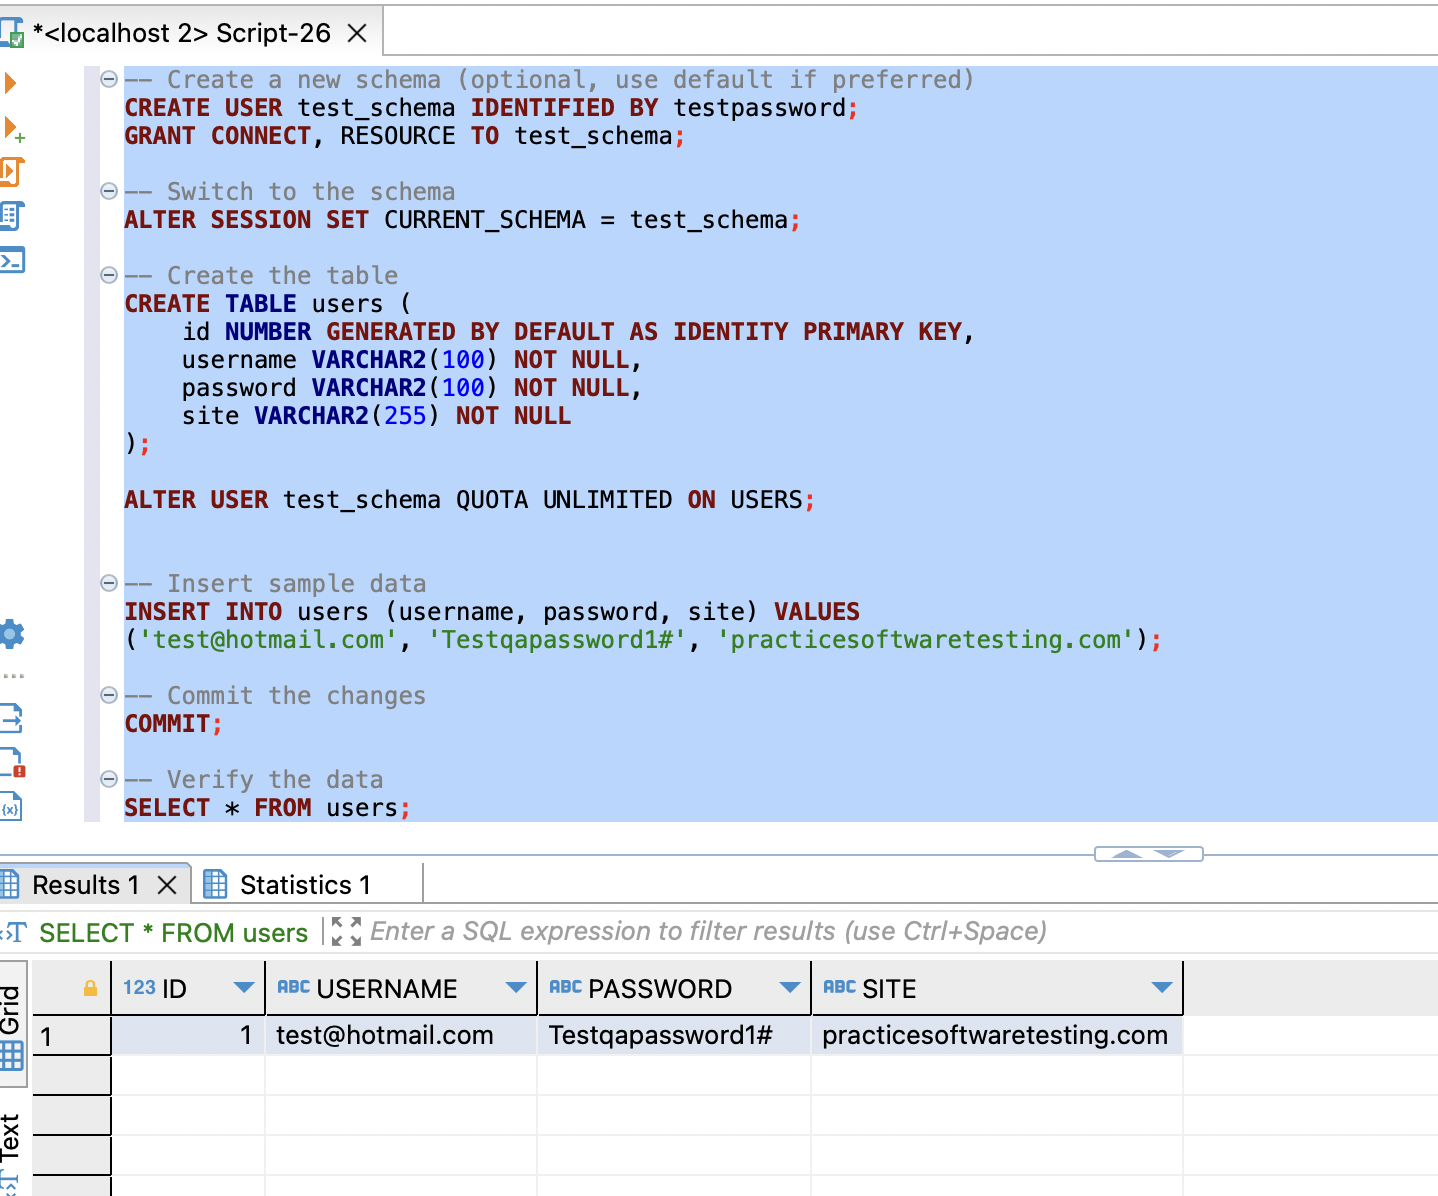 *<localhost 2> Script-26
-- Create a new schema (optional, use default if preferred)
CREATE USER test_schema IDENTIFIED BY testpassword;
GRANT CONNECT, RESOURCE TO test_schema;
-- Switch to the schema
ALTER SESSION SET CURRENT_SCHEMA = test_schema;
-- Create the table
CREATE TABLE users (
    id NUMBER GENERATED BY DEFAULT AS IDENTITY PRIMARY KEY,
    username VARCHAR2(100) NOT NULL,
    password VARCHAR2(100) NOT NULL,
    site VARCHAR2(255) NOT NULL
);
ALTER USER test_schema QUOTA UNLIMITED ON USERS;
-- Insert sample data
INSERT INTO users (username, password, site) VALUES
('test@hotmail.com', 'Testqapassword1#', 'practicesoftwaretesting.com');
-- Commit the changes
COMMIT;
-- Verify the data
SELECT * FROM users;
Results 1
Statistics 1
SELECT * FROM users
Enter a SQL expression to filter results (use Ctrl+Space)
Grid
Text
123 ID ABC USERNAME ABC PASSWORD ABC SITE
1 1 test@hotmail.com Testqapassword1# practicesoftwaretesting.com